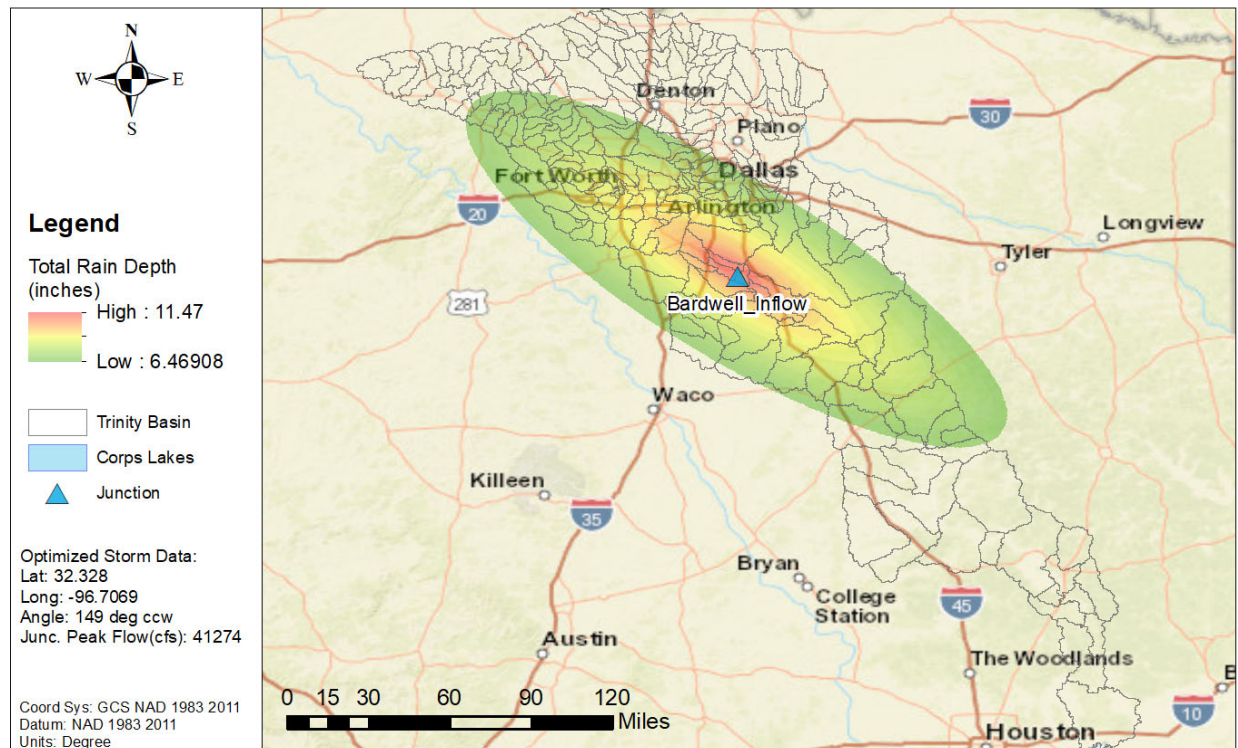 N
W
E
S
Legend
Total Rain Depth
(inches)
High : 11.47
Low : 6.46908
Trinity Basin
Corps Lakes
Junction
Optimized Storm Data:
Lat: 32.328
Long: -96.7069
Angle: 149 deg ccw
Junc. Peak Flow(cfs): 41274
Coord Sys: GCS NAD 1983 2011
Datum: NAD 1983 2011
Units: Degree
Denton
30
Plano
Dallas
Fort Worth
Arlington
20
Longview
Tyler
281
Bardwell_Inflow
Waco
Killeen
35
Bryan
College
Station
45
Austin
The Woodlands
B
10
Houston
0 15 30 60 90 120
Miles